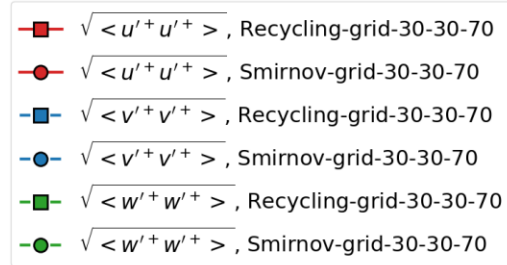 √<u′⁺u′⁺>, Recycling-grid-30-30-70
√<u′⁺u′⁺>, Smirnov-grid-30-30-70
√<v′⁺v′⁺>, Recycling-grid-30-30-70
√<v′⁺v′⁺>, Smirnov-grid-30-30-70
√<w′⁺w′⁺>, Recycling-grid-30-30-70
√<w′⁺w′⁺>, Smirnov-grid-30-30-70